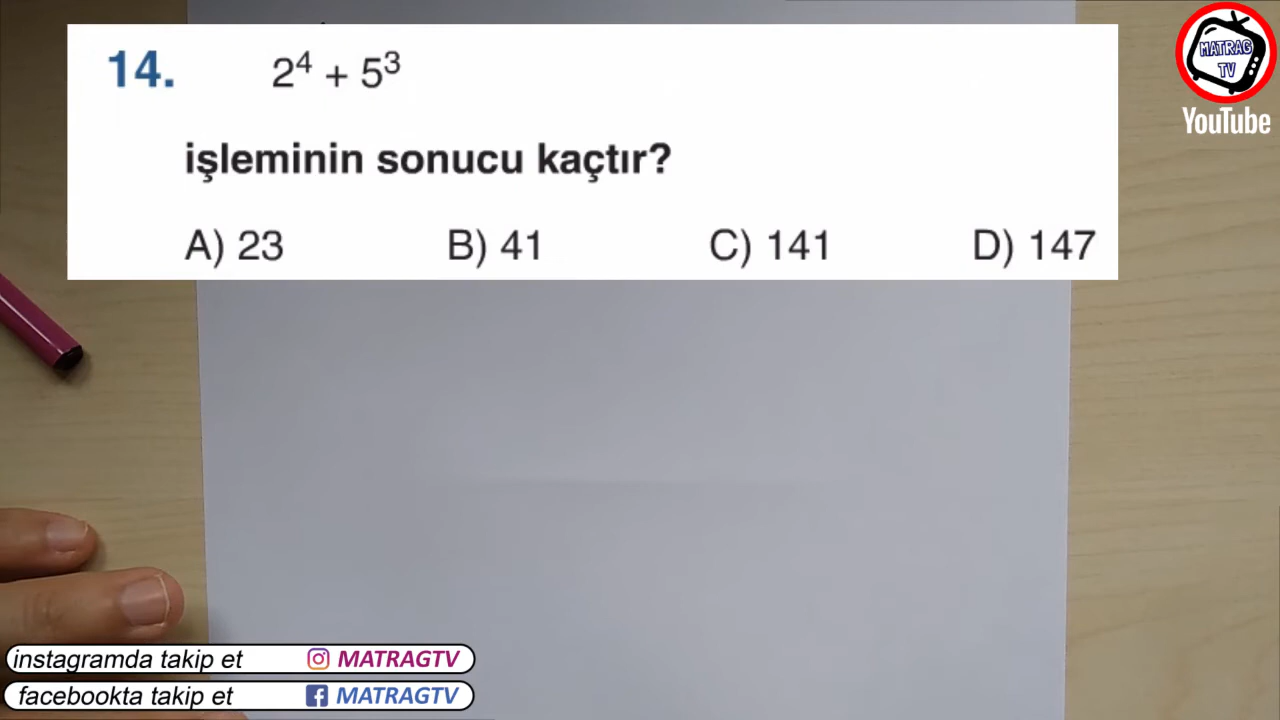 14. 2⁴ + 5³
işleminin sonucu kaçtır?
A) 23 B) 41 C) 141 D) 147
MATRAG
TV
YouTube
instagramda takip et MATRAGTV
facebookta takip et MATRAGTV